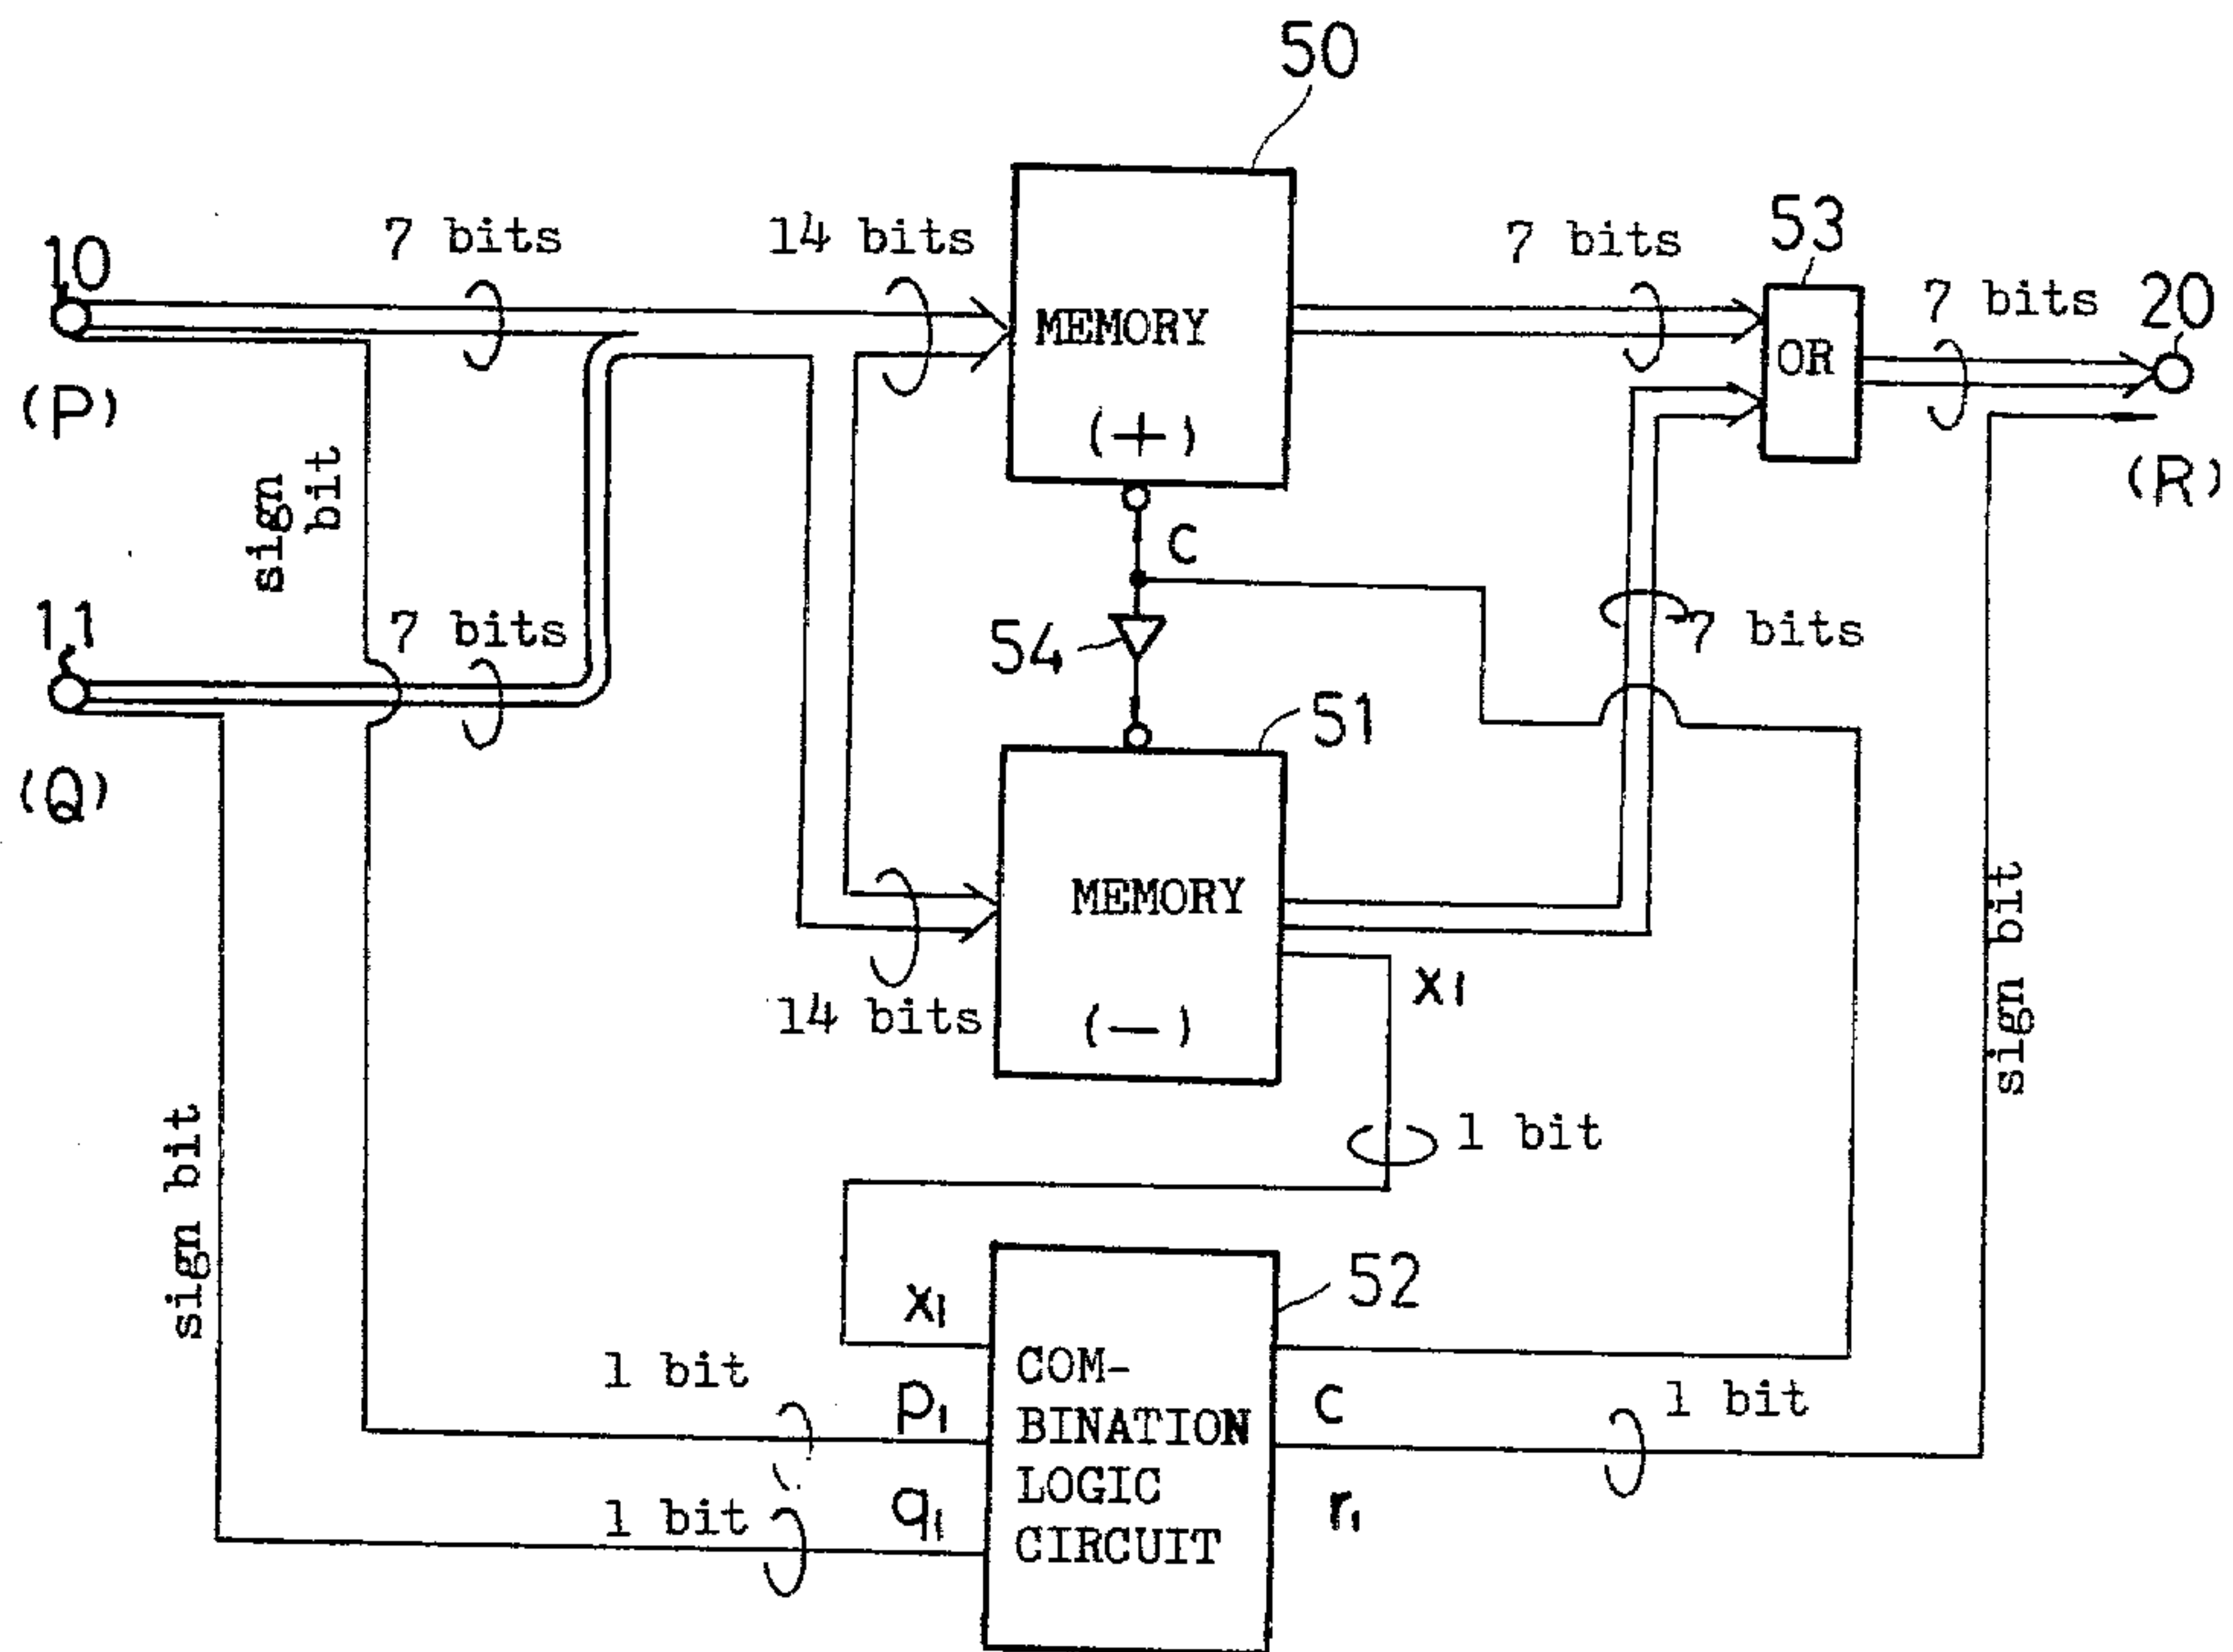 50
53
10
7 bits
14 bits
7 bits
7 bits
20
MEMORY
OR
(P)
(+)
(R)
sign
bit
C
11
7 bits
54
7 bits
51
(Q)
MEMORY
x1
14 bits
(—)
sign bit
1 bit
sign bit
52
x1
COM-
BINATION
LOGIC
CIRCUIT
1 bit
p1
C
1 bit
1 bit
q1
r1